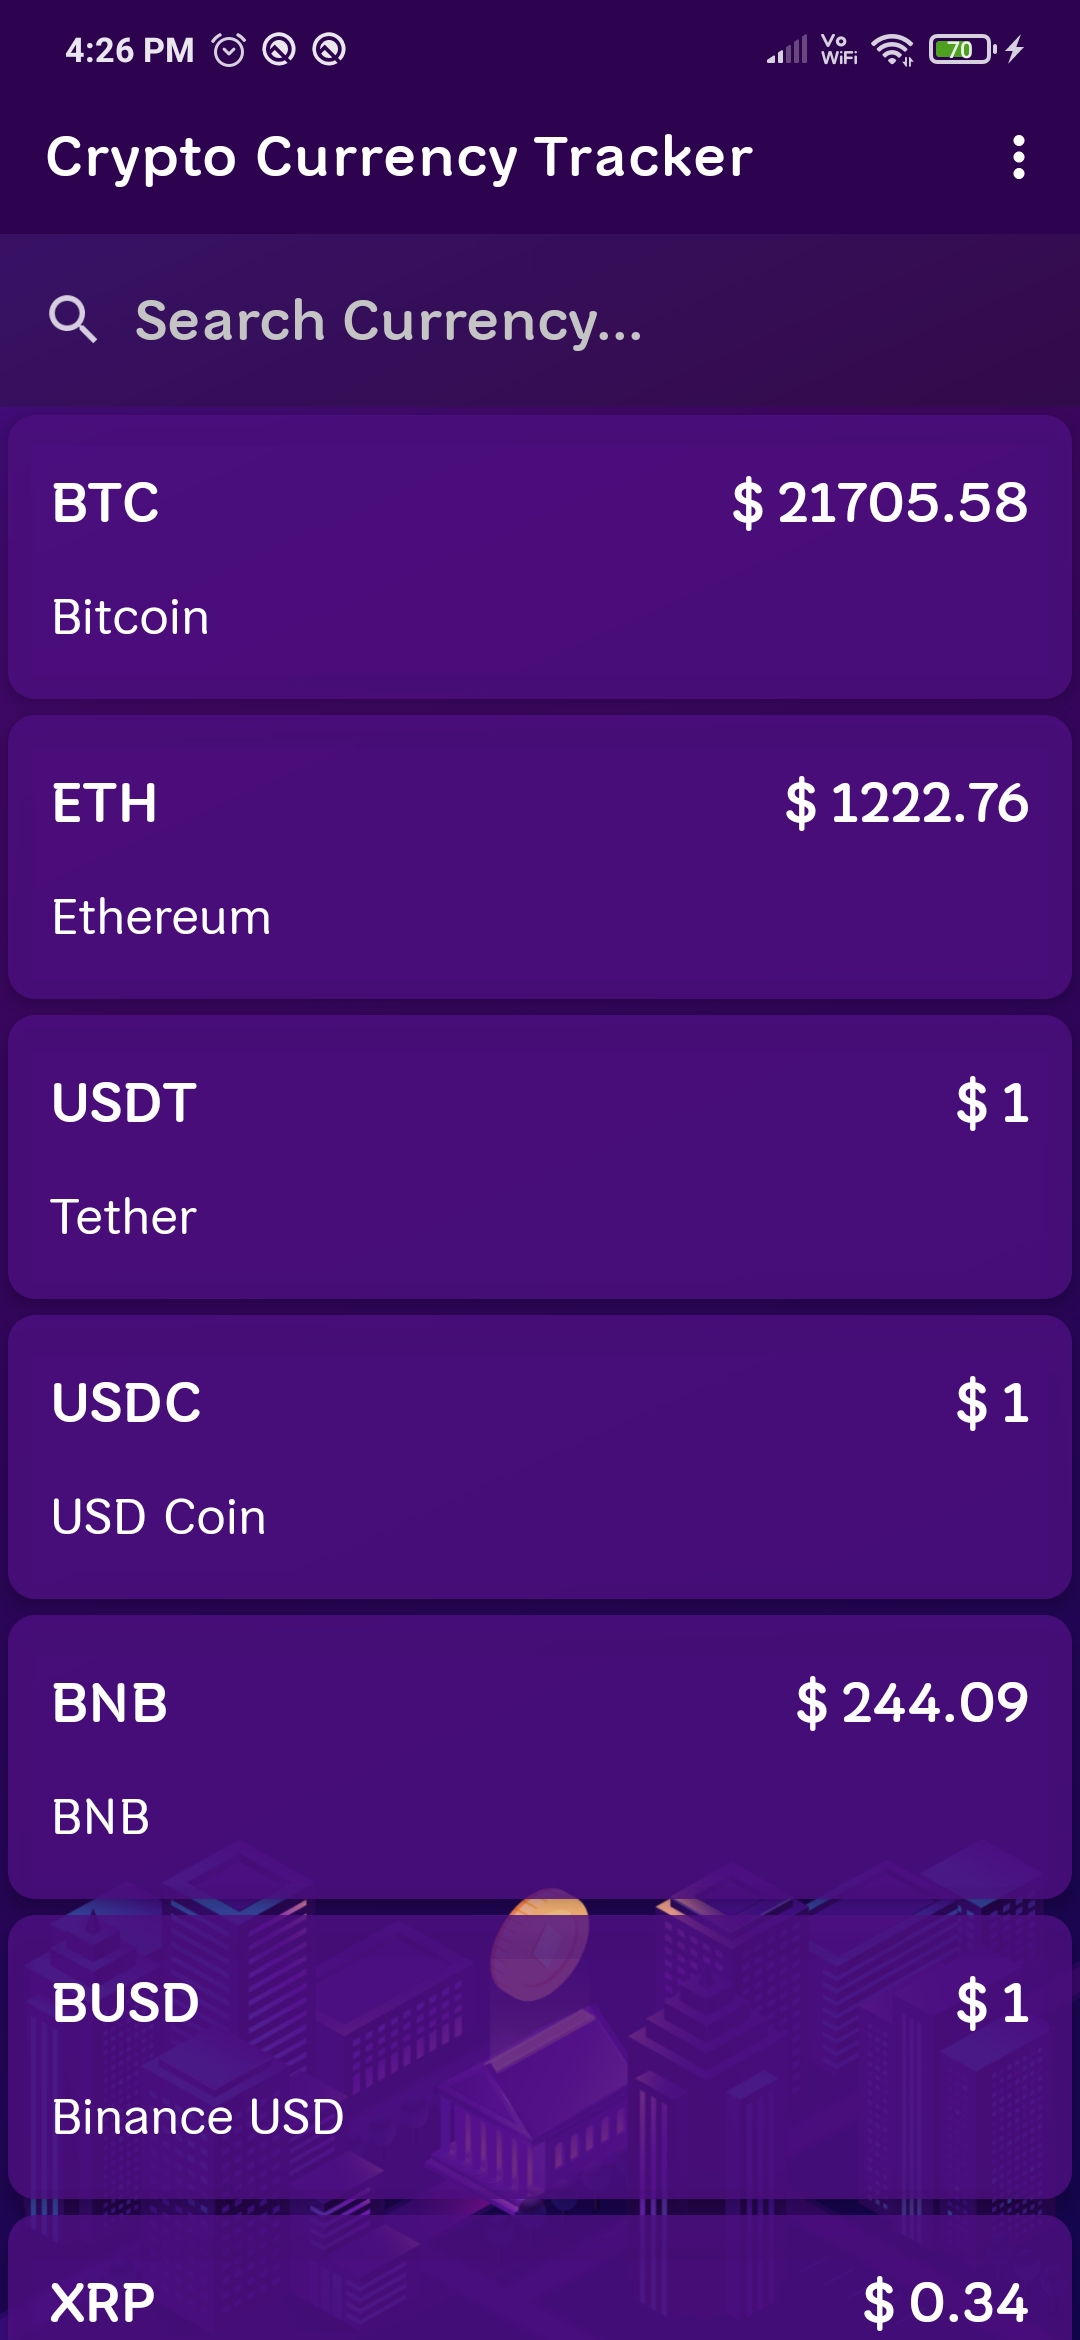 4:26 PM
Vo
WiFi
70
Crypto Currency Tracker
Search Currency...
BTC $ 21705.58
Bitcoin
ETH $ 1222.76
Ethereum
USDT $ 1
Tether
USDC $ 1
USD Coin
BNB $ 244.09
BNB
BUSD $ 1
Binance USD
XRP $ 0.34